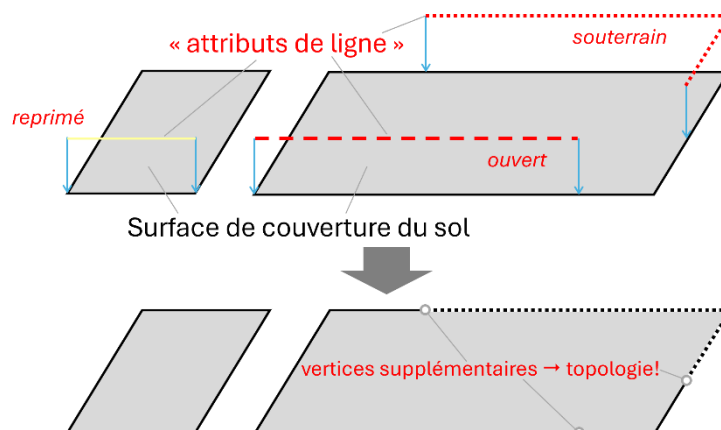 « attributs de ligne »
souterrain
reprimé
ouvert
Surface de couverture du sol
vertices supplémentaires → topologie!